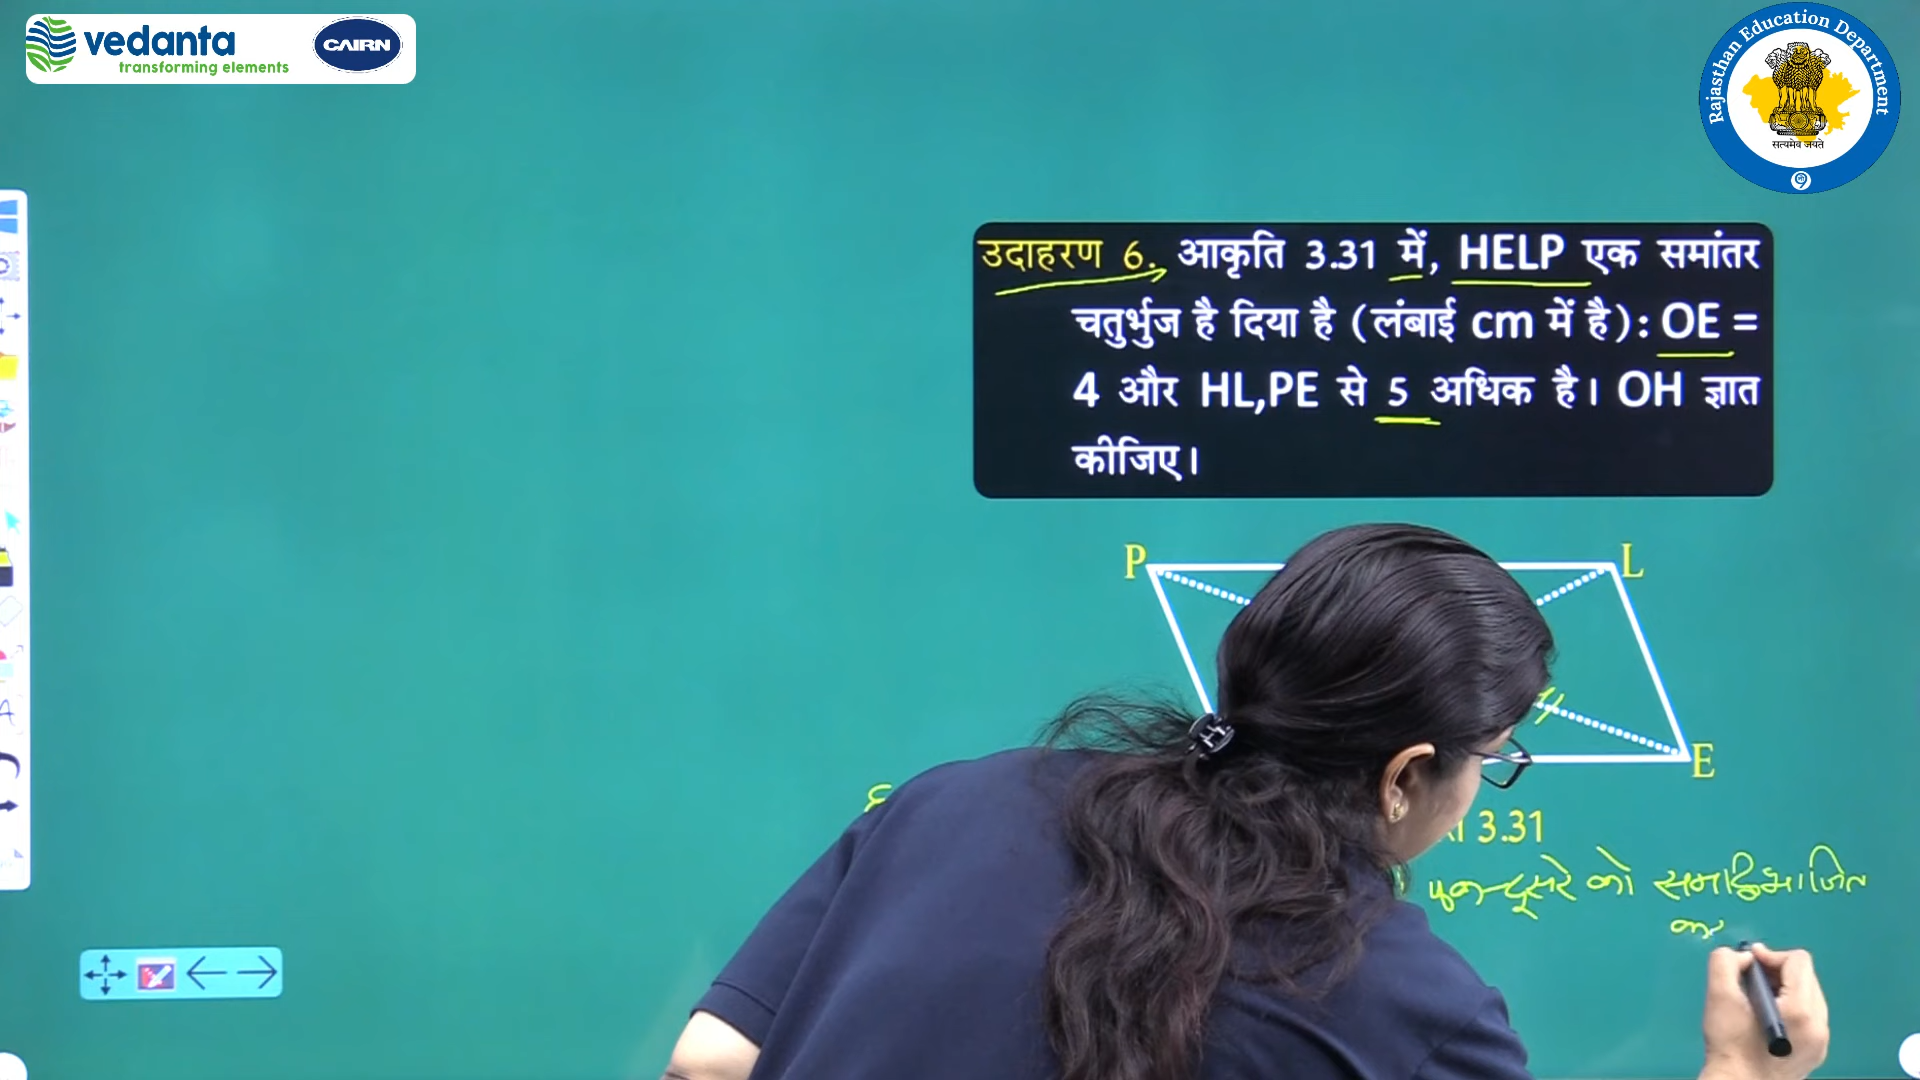 vedanta
transforming elements
CAIRN
Rajasthan Education Department
सत्यमेव जयते
उदाहरण 6. आकृति 3.31 में, HELP एक समांतर
चतुर्भुज है दिया है (लंबाई cm में है): OE =
4 और HL,PE से 5 अधिक है। OH ज्ञात
कीजिए।
P
L
E
3.31
एक दूसरे को समद्विभाजित